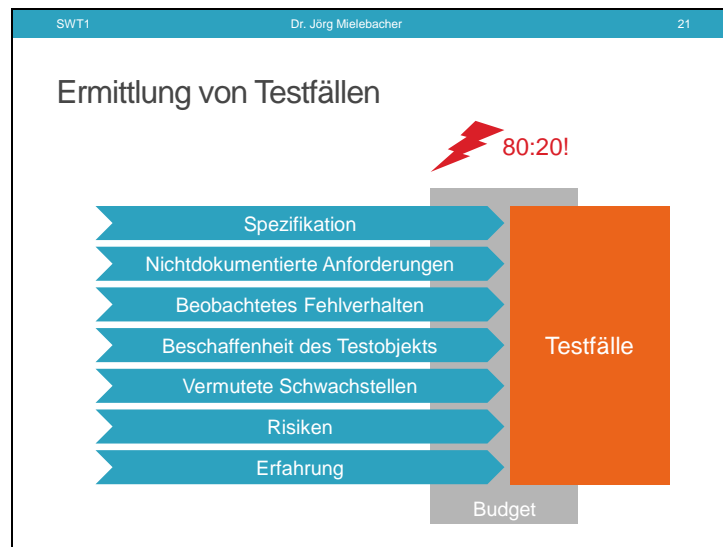 SWT1 Dr. Jörg Mielebacher 21
Ermittlung von Testfällen
80:20!
Spezifikation
Nichtdokumentierte Anforderungen
Beobachtetes Fehlverhalten
Beschaffenheit des Testobjekts
Vermutete Schwachstellen
Risiken
Erfahrung
Testfälle
Budget